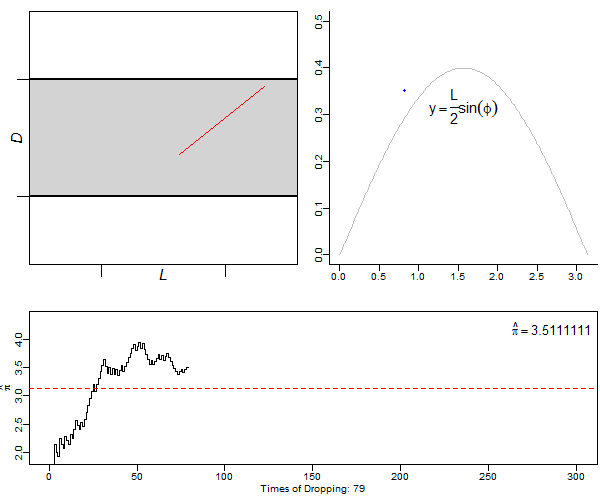 D
L
0.0 0.1 0.2 0.3 0.4 0.5
y = L/2 sin(ϕ)
0.0 0.5 1.0 1.5 2.0 2.5 3.0
π̂ = 3.5111111
π̂
2.0 2.5 3.0 3.5 4.0
0 50 100 150 200 250 300
Times of Dropping: 79